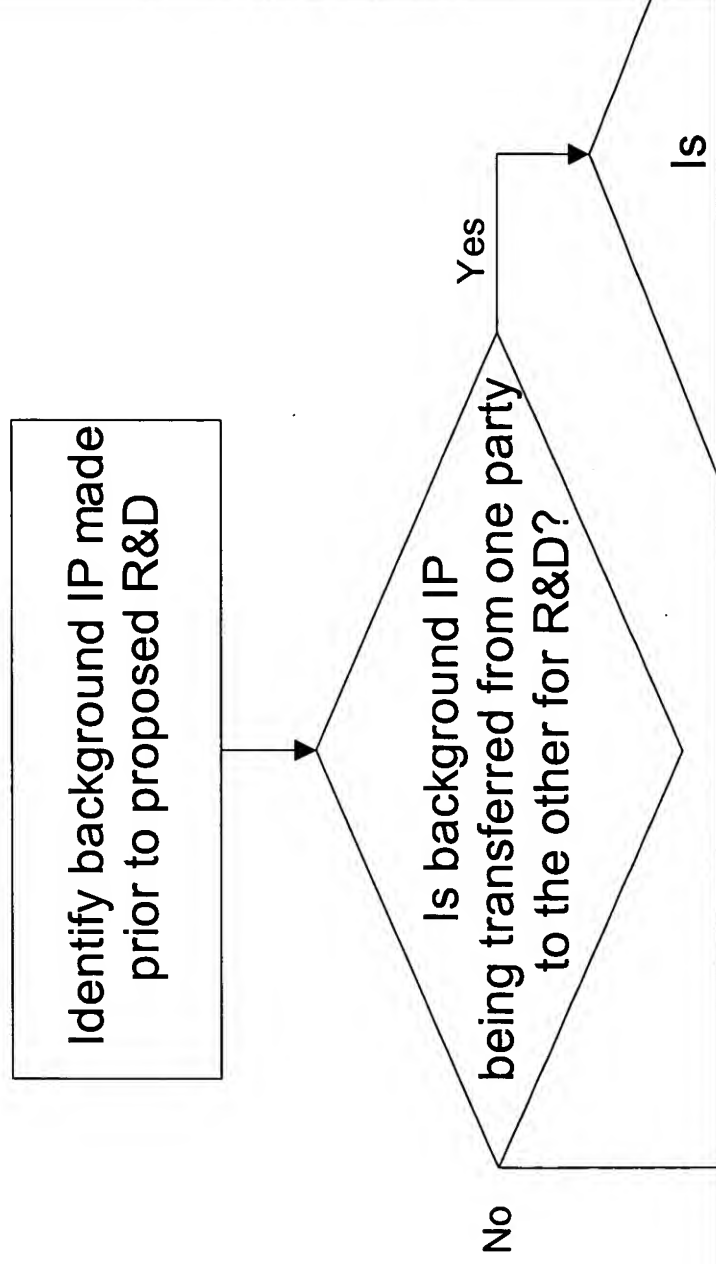 Identify background IP made
prior to proposed R&D
Is background IP
being transferred from one party
to the other for R&D?
Yes
No
Is